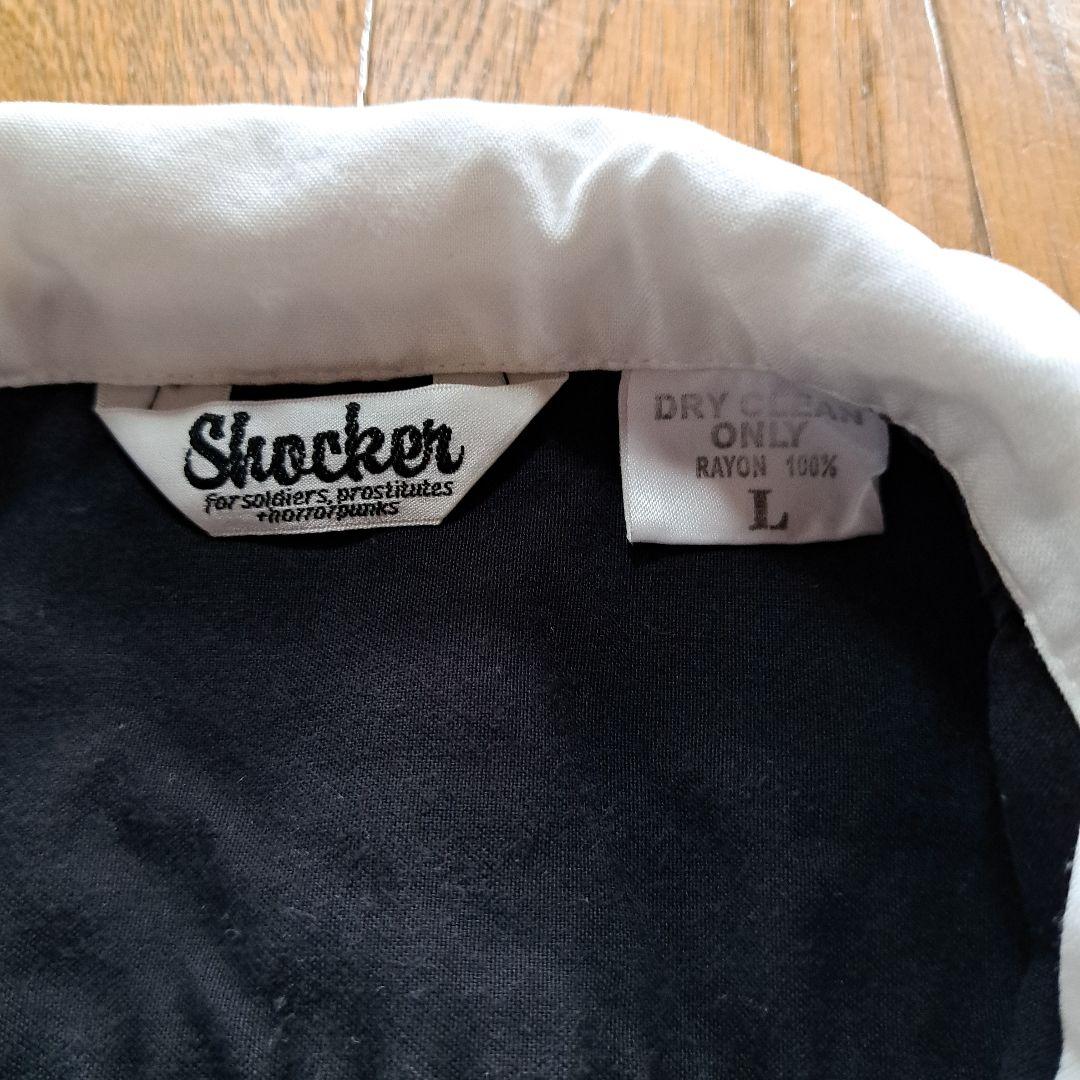 Shocker
for soldiers, prostitutes
+horrorpunks
DRY CLEAN
ONLY
RAYON 100%
L